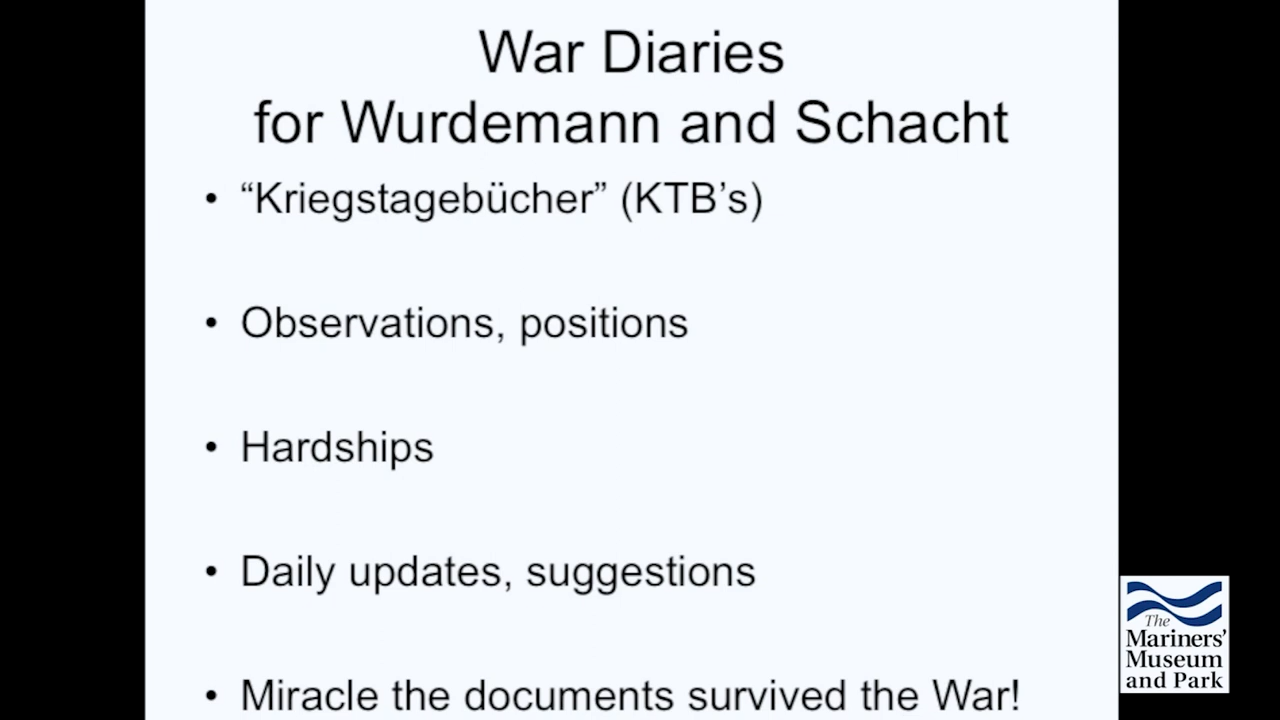 War Diaries
for Wurdemann and Schacht
• “Kriegstagebücher” (KTB’s)
• Observations, positions
• Hardships
• Daily updates, suggestions
• Miracle the documents survived the War!
The
Mariners’
Museum
and Park